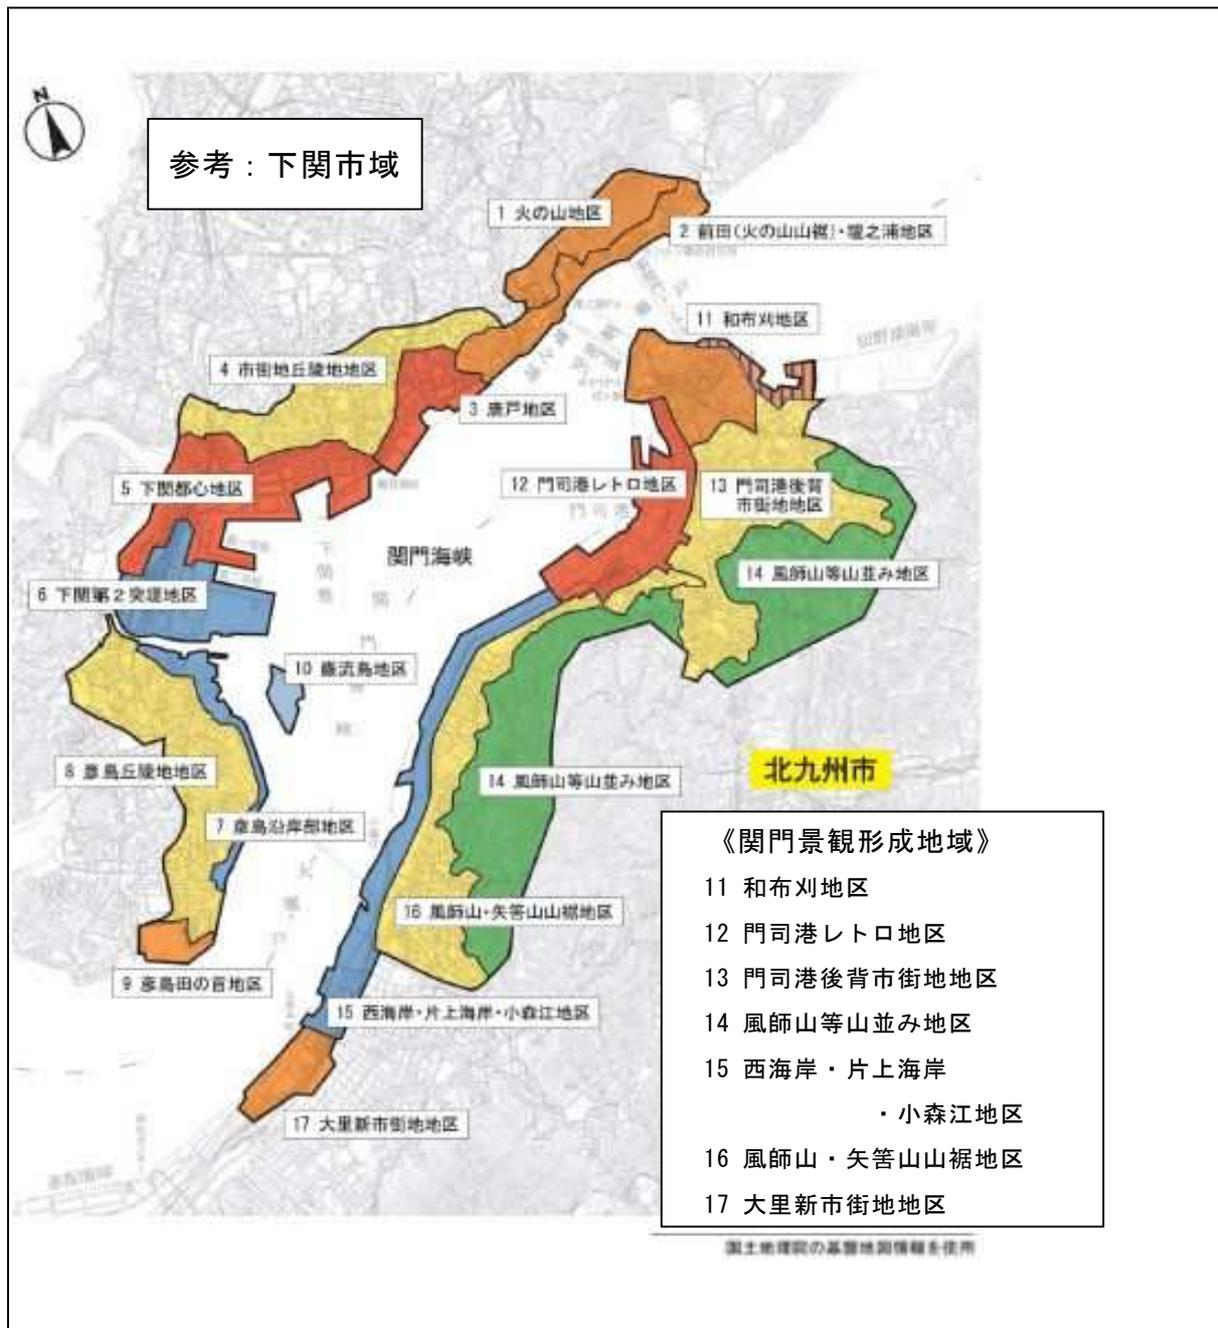 N
参考：下関市域
1 火の山地区
2 前田(火の山山裾)・壇之浦地区
11 和布刈地区
4 市街地丘陵地地区
3 唐戸地区
5 下関都心地区
12 門司港レトロ地区
13 門司港後背
市街地地区
関門海峡
14 風師山等山並み地区
6 下関第２突堤地区
10 巌流島地区
8 彦島丘陵地地区
14 風師山等山並み地区
北九州市
7 彦島沿岸部地区
16 風師山・矢筈山山裾地区
9 彦島田の首地区
15 西海岸・片上海岸・小森江地区
17 大里新市街地地区
《関門景観形成地域》
11 和布刈地区
12 門司港レトロ地区
13 門司港後背市街地地区
14 風師山等山並み地区
15 西海岸・片上海岸
・小森江地区
16 風師山・矢筈山山裾地区
17 大里新市街地地区
国土地理院の基盤地図情報を使用